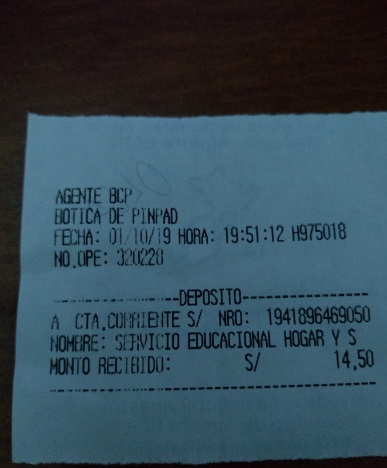 AGENTE BCP
BOTICA DE PINPAD
FECHA: 01/10/19 HORA: 19:51:12 H975018
NO.OPE: 320228
--------------------DEPOSITO--------------------
A CTA.CORRIENTE S/ NRO: 1941896469050
NOMBRE: SERVICIO EDUCACIONAL HOGAR Y S
MONTO RECIBIDO: S/ 14,50